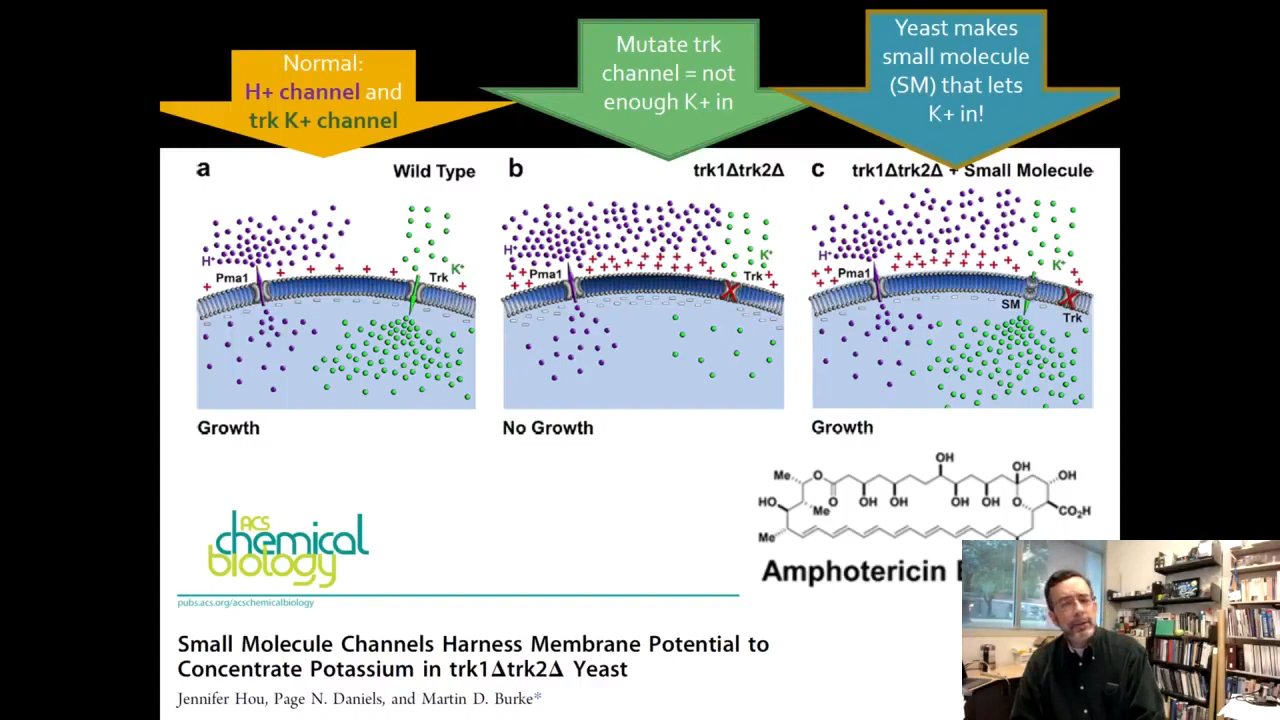 Normal:
H+ channel and
trk K+ channel
Mutate trk
channel = not
enough K+ in
Yeast makes
small molecule
(SM) that lets
K+ in!
a
Wild Type
H+
Pma1
Trk
K+
Growth
b
trk1Δtrk2Δ
H+
Pma1
K+
Trk
No Growth
c
trk1Δtrk2Δ + Small Molecule
H+
Pma1
K+
SM
Trk
Growth
Me
O
O
OH
OH
OH
OH
OH
OH
OH
O
CO₂H
HO
Me
Me
Amphotericin
ACS
chemical
biology
pubs.acs.org/acschemicalbiology
Small Molecule Channels Harness Membrane Potential to
Concentrate Potassium in trk1Δtrk2Δ Yeast
Jennifer Hou, Page N. Daniels, and Martin D. Burke*